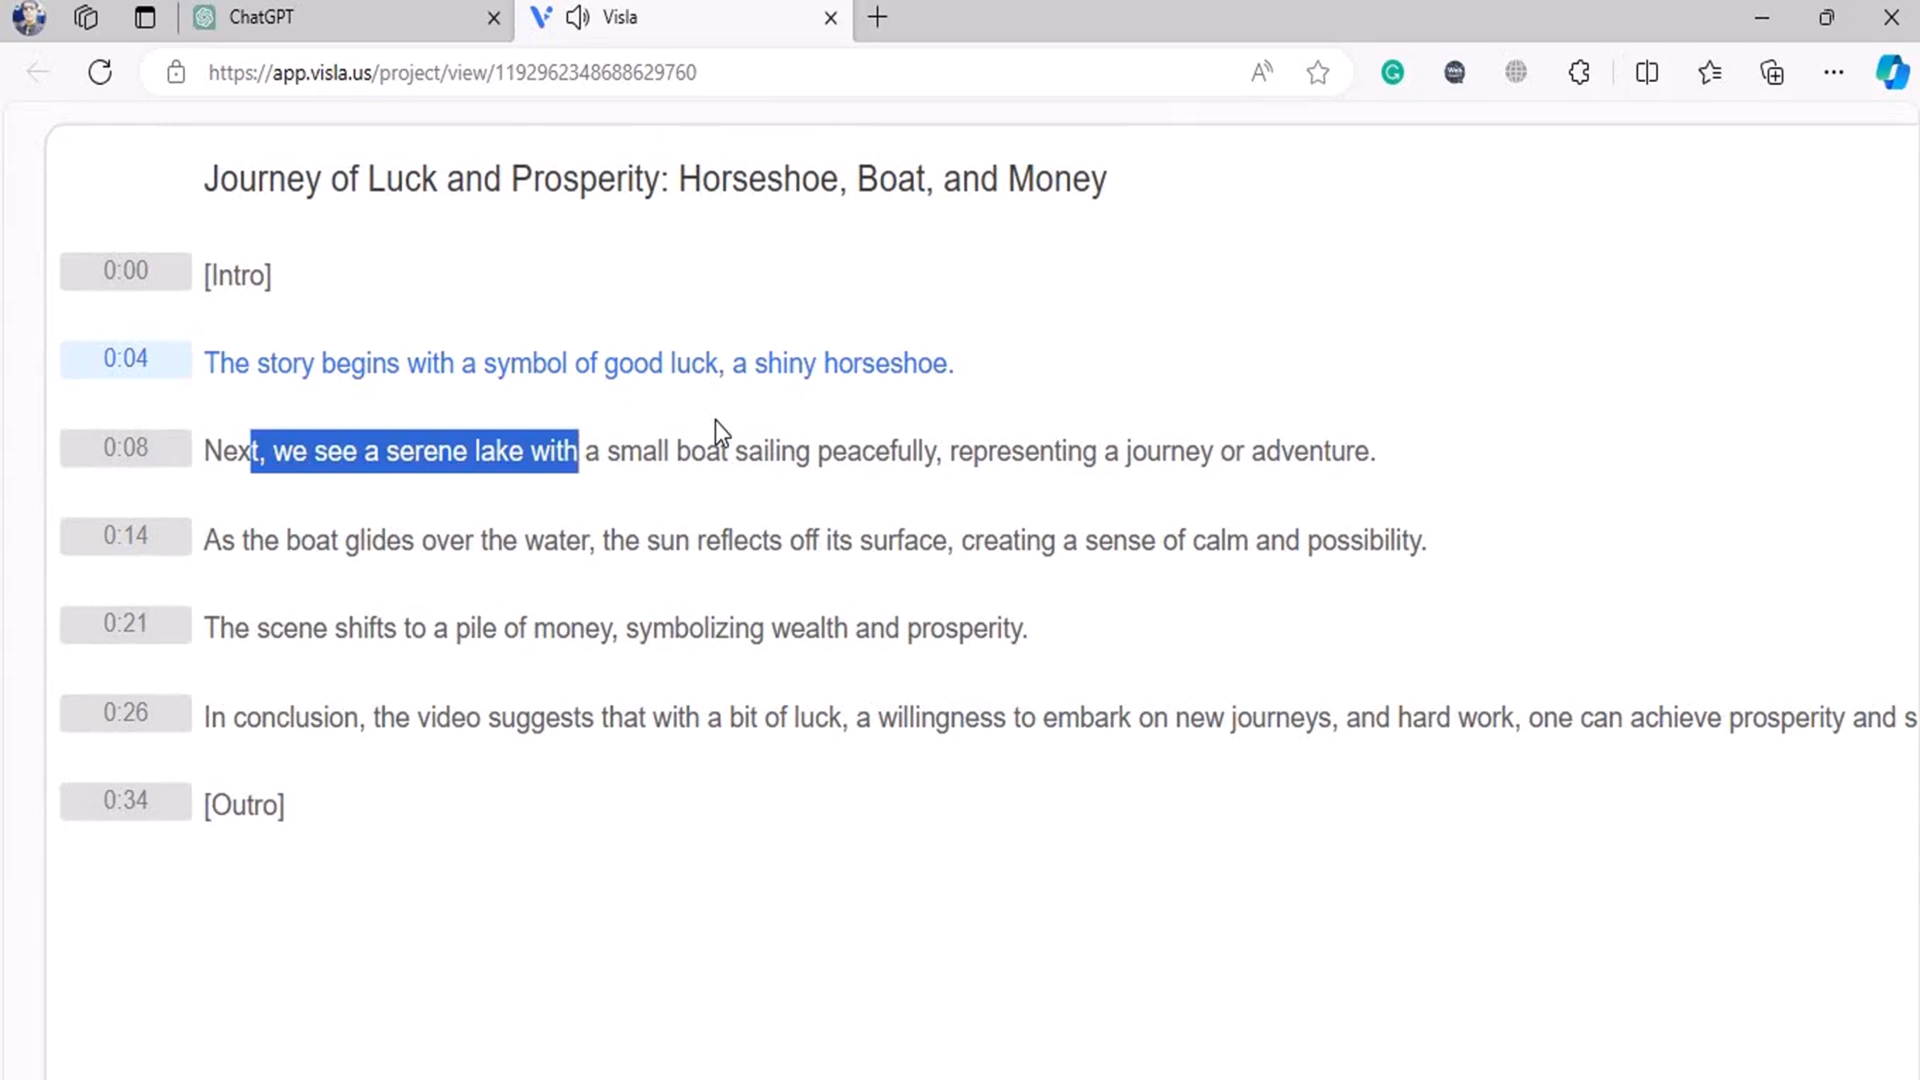 ChatGPT
Visla
https://app.visla.us/project/view/1192962348688629760
Journey of Luck and Prosperity: Horseshoe, Boat, and Money
0:00 [Intro]
0:04 The story begins with a symbol of good luck, a shiny horseshoe.
0:08 Next, we see a serene lake with a small boat sailing peacefully, representing a journey or adventure.
0:14 As the boat glides over the water, the sun reflects off its surface, creating a sense of calm and possibility.
0:21 The scene shifts to a pile of money, symbolizing wealth and prosperity.
0:26 In conclusion, the video suggests that with a bit of luck, a willingness to embark on new journeys, and hard work, one can achieve prosperity and s
0:34 [Outro]